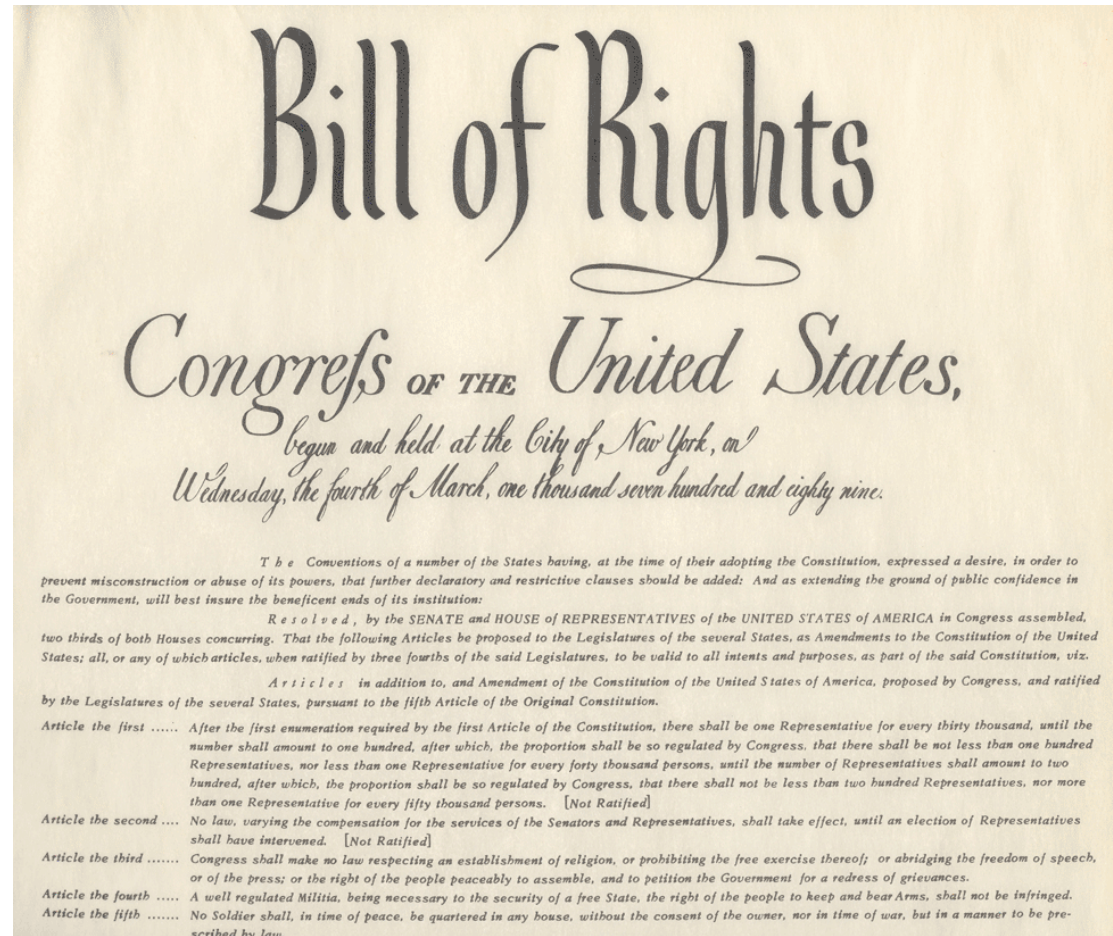 Bill of Rights
Congreſs OF THE United States,
begun and held at the City of New York, on
Wednesday, the fourth of March, one thousand seven hundred and eighty nine.
The Conventions of a number of the States having, at the time of their adopting the Constitution, expressed a desire, in order to
prevent misconstruction or abuse of its powers, that further declaratory and restrictive clauses should be added: And as extending the ground of public confidence in
the Government, will best insure the beneficent ends of its institution:
Resolved, by the SENATE and HOUSE of REPRESENTATIVES of the UNITED STATES of AMERICA in Congress assembled,
two thirds of both Houses concurring. That the following Articles be proposed to the Legislatures of the several States, as Amendments to the Constitution of the United
States; all, or any of which articles, when ratified by three fourths of the said Legislatures, to be valid to all intents and purposes, as part of the said Constitution, viz.
Articles in addition to, and Amendment of the Constitution of the United States of America, proposed by Congress, and ratified
by the Legislatures of the several States, pursuant to the fifth Article of the Original Constitution.
Article the first ...... After the first enumeration required by the first Article of the Constitution, there shall be one Representative for every thirty thousand, until the
number shall amount to one hundred, after which, the proportion shall be so regulated by Congress, that there shall be not less than one hundred
Representatives, nor less than one Representative for every forty thousand persons, until the number of Representatives shall amount to two
hundred, after which, the proportion shall be so regulated by Congress, that there shall not be less than two hundred Representatives, nor more
than one Representative for every fifty thousand persons. [Not Ratified]
Article the second .... No law, varying the compensation for the services of the Senators and Representatives, shall take effect, until an election of Representatives
shall have intervened. [Not Ratified]
Article the third ....... Congress shall make no law respecting an establishment of religion, or prohibiting the free exercise thereof; or abridging the freedom of speech,
or of the press; or the right of the people peaceably to assemble, and to petition the Government for a redress of grievances.
Article the fourth ..... A well regulated Militia, being necessary to the security of a free State, the right of the people to keep and bear Arms, shall not be infringed.
Article the fifth ....... No Soldier shall, in time of peace, be quartered in any house, without the consent of the owner, nor in time of war, but in a manner to be pre-
scribed by law.